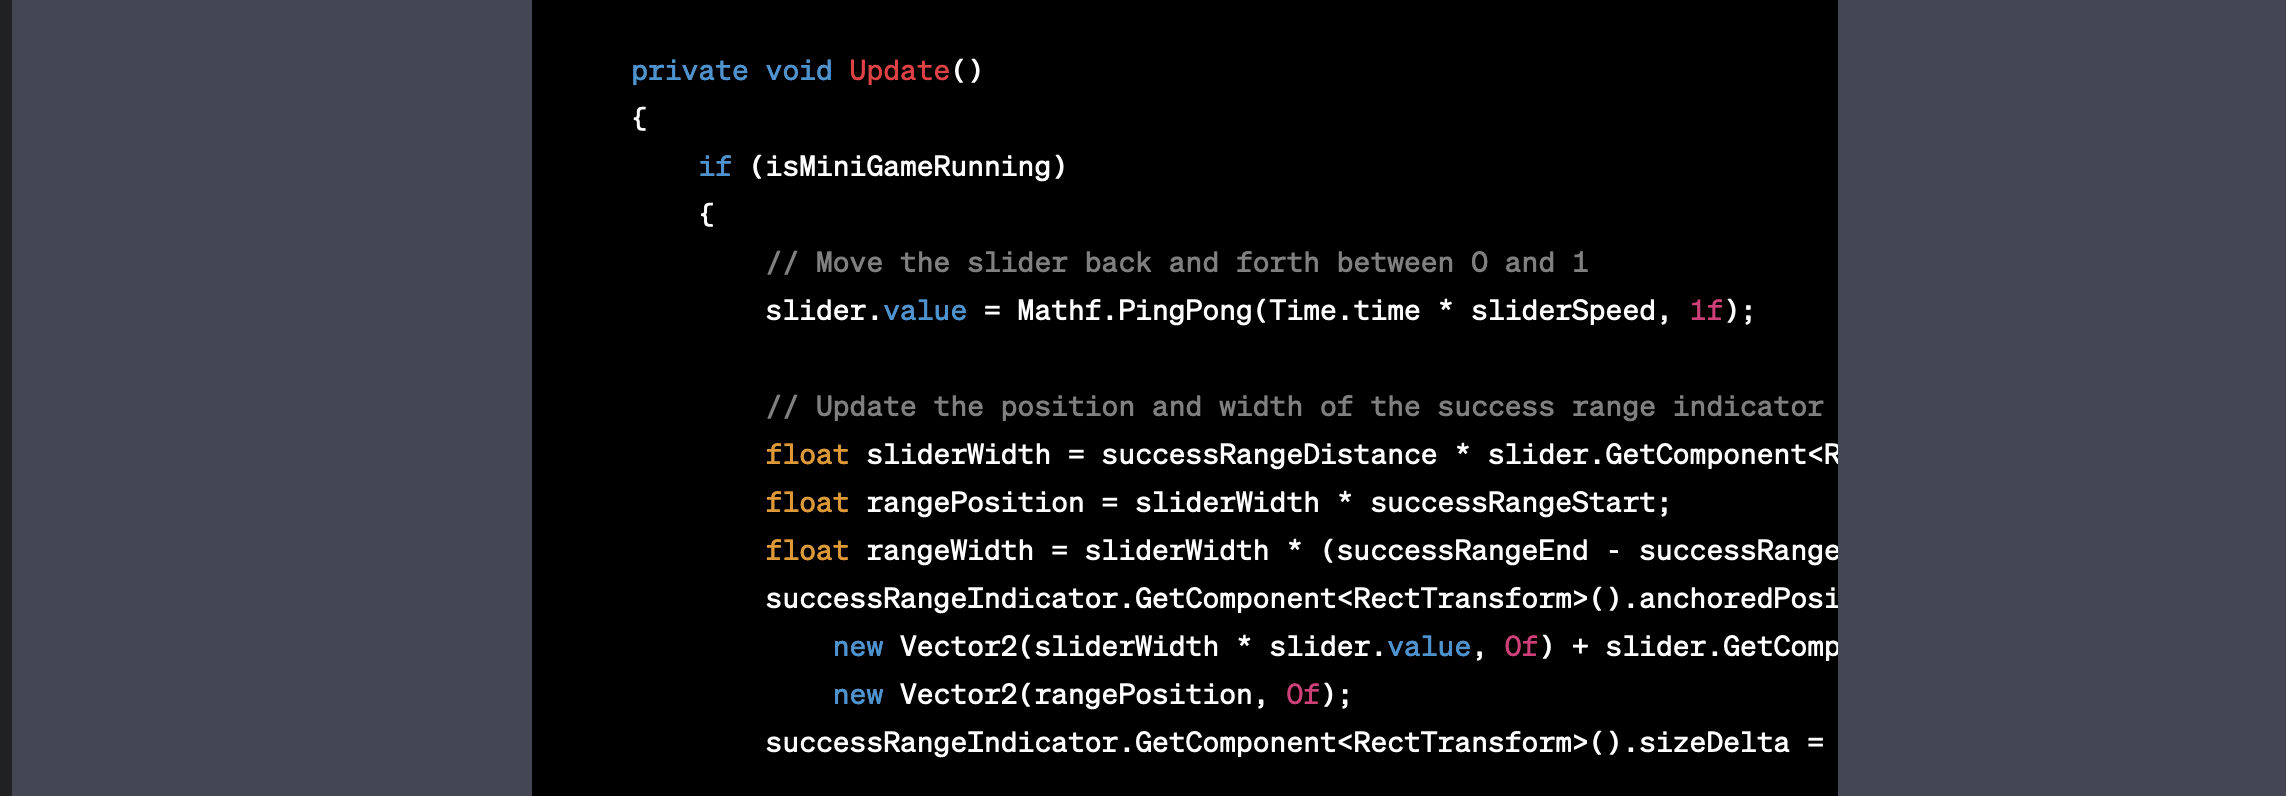 private void Update()
{
if (isMiniGameRunning)
{
// Move the slider back and forth between 0 and 1
slider.value = Mathf.PingPong(Time.time * sliderSpeed, 1f);
// Update the position and width of the success range indicator
float sliderWidth = successRangeDistance * slider.GetComponent<R
float rangePosition = sliderWidth * successRangeStart;
float rangeWidth = sliderWidth * (successRangeEnd - successRange
successRangeIndicator.GetComponent<RectTransform>().anchoredPosi
new Vector2(sliderWidth * slider.value, 0f) + slider.GetComp
new Vector2(rangePosition, 0f);
successRangeIndicator.GetComponent<RectTransform>().sizeDelta =